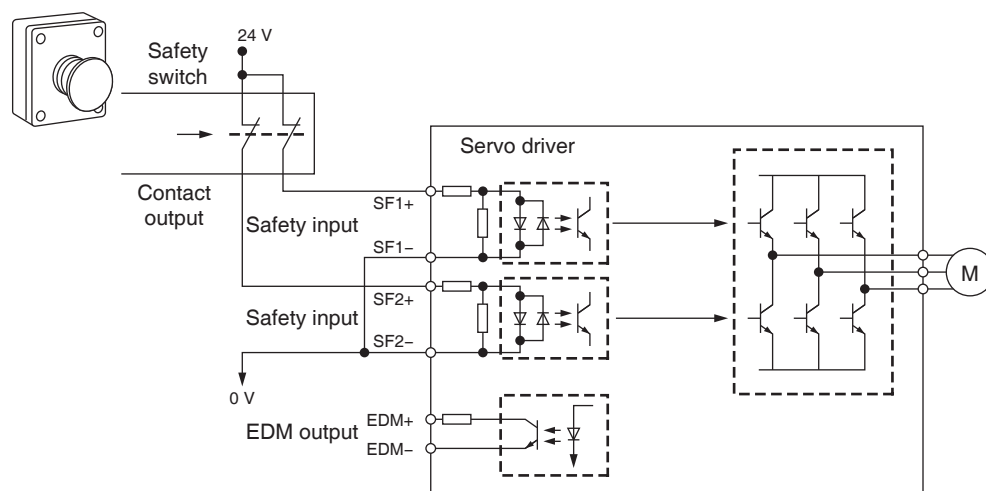 24 V
Safety
switch
Contact
output
Servo driver
SF1+
Safety input
SF1−
SF2+
Safety input
SF2−
0 V
EDM output
EDM+
EDM−
M